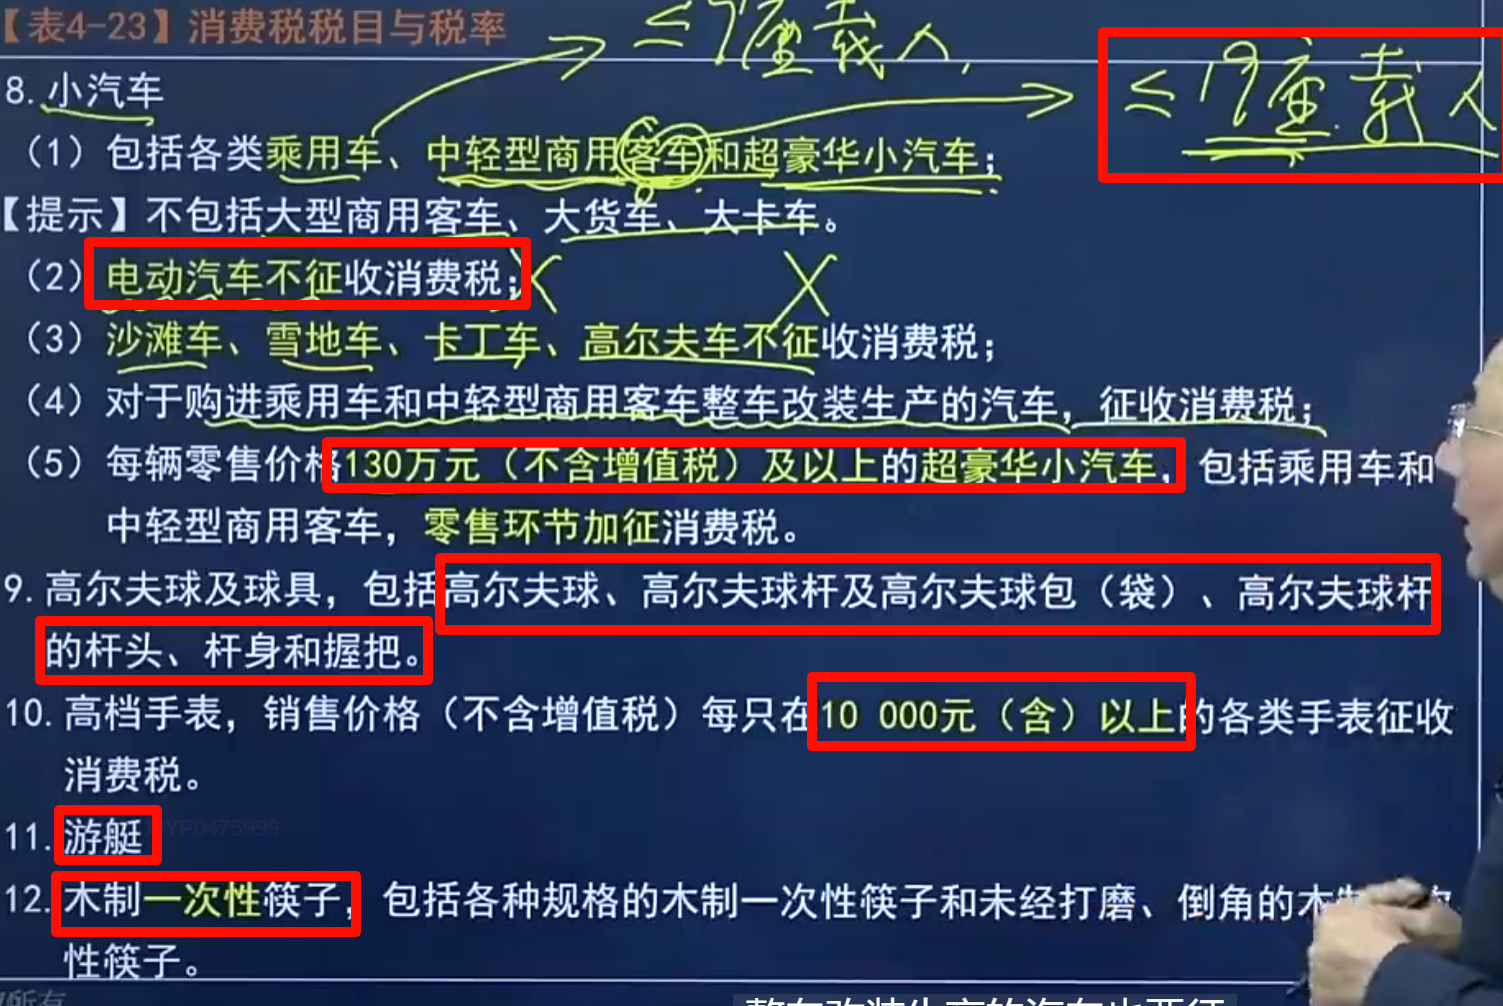 【表4-23】消费税税目与税率
≤9座载人,
≤19座载人
8. 小汽车
（1）包括各类乘用车、中轻型商用客车和超豪华小汽车；
【提示】不包括大型商用客车、大货车、大卡车。
（2）电动汽车不征收消费税；
（3）沙滩车、雪地车、卡丁车、高尔夫车不征收消费税；
（4）对于购进乘用车和中轻型商用客车整车改装生产的汽车，征收消费税；
（5）每辆零售价格130万元（不含增值税）及以上的超豪华小汽车，包括乘用车和
中轻型商用客车，零售环节加征消费税。
9. 高尔夫球及球具，包括高尔夫球、高尔夫球杆及高尔夫球包（袋）、高尔夫球杆
的杆头、杆身和握把。
10. 高档手表，销售价格（不含增值税）每只在10 000元（含）以上的各类手表征收
消费税。
11. 游艇
YP0475999
12. 木制一次性筷子，包括各种规格的木制一次性筷子和未经打磨、倒角的木制
性筷子。
所有
整车改装生产的汽车也要征